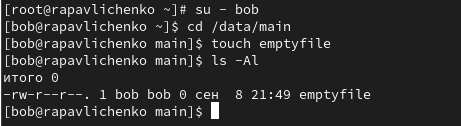 [root@rapavlichenko ~]# su - bob
[bob@rapavlichenko ~]$ cd /data/main
[bob@rapavlichenko main]$ touch emptyfile
[bob@rapavlichenko main]$ ls -Al
итого 0
-rw-r--r--. 1 bob bob 0 сен  8 21:49 emptyfile
[bob@rapavlichenko main]$